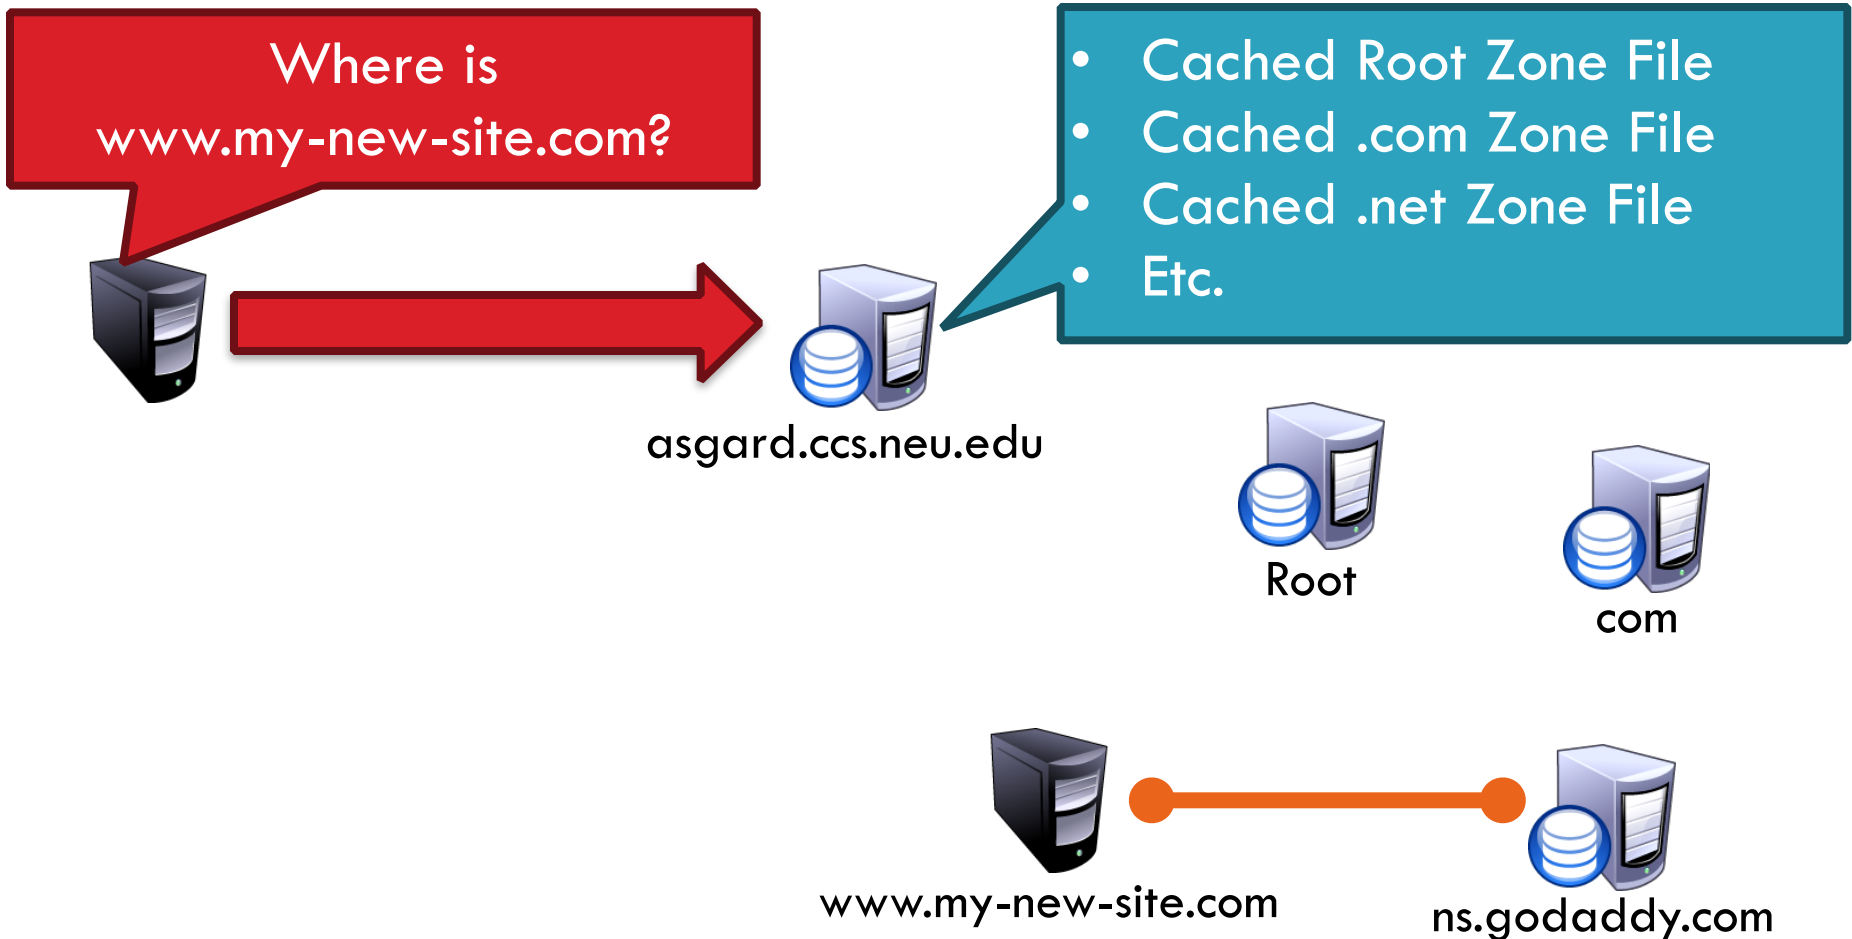 Where is
www.my-new-site.com?
• Cached Root Zone File
• Cached .com Zone File
• Cached .net Zone File
• Etc.
asgard.ccs.neu.edu
Root
com
www.my-new-site.com
ns.godaddy.com